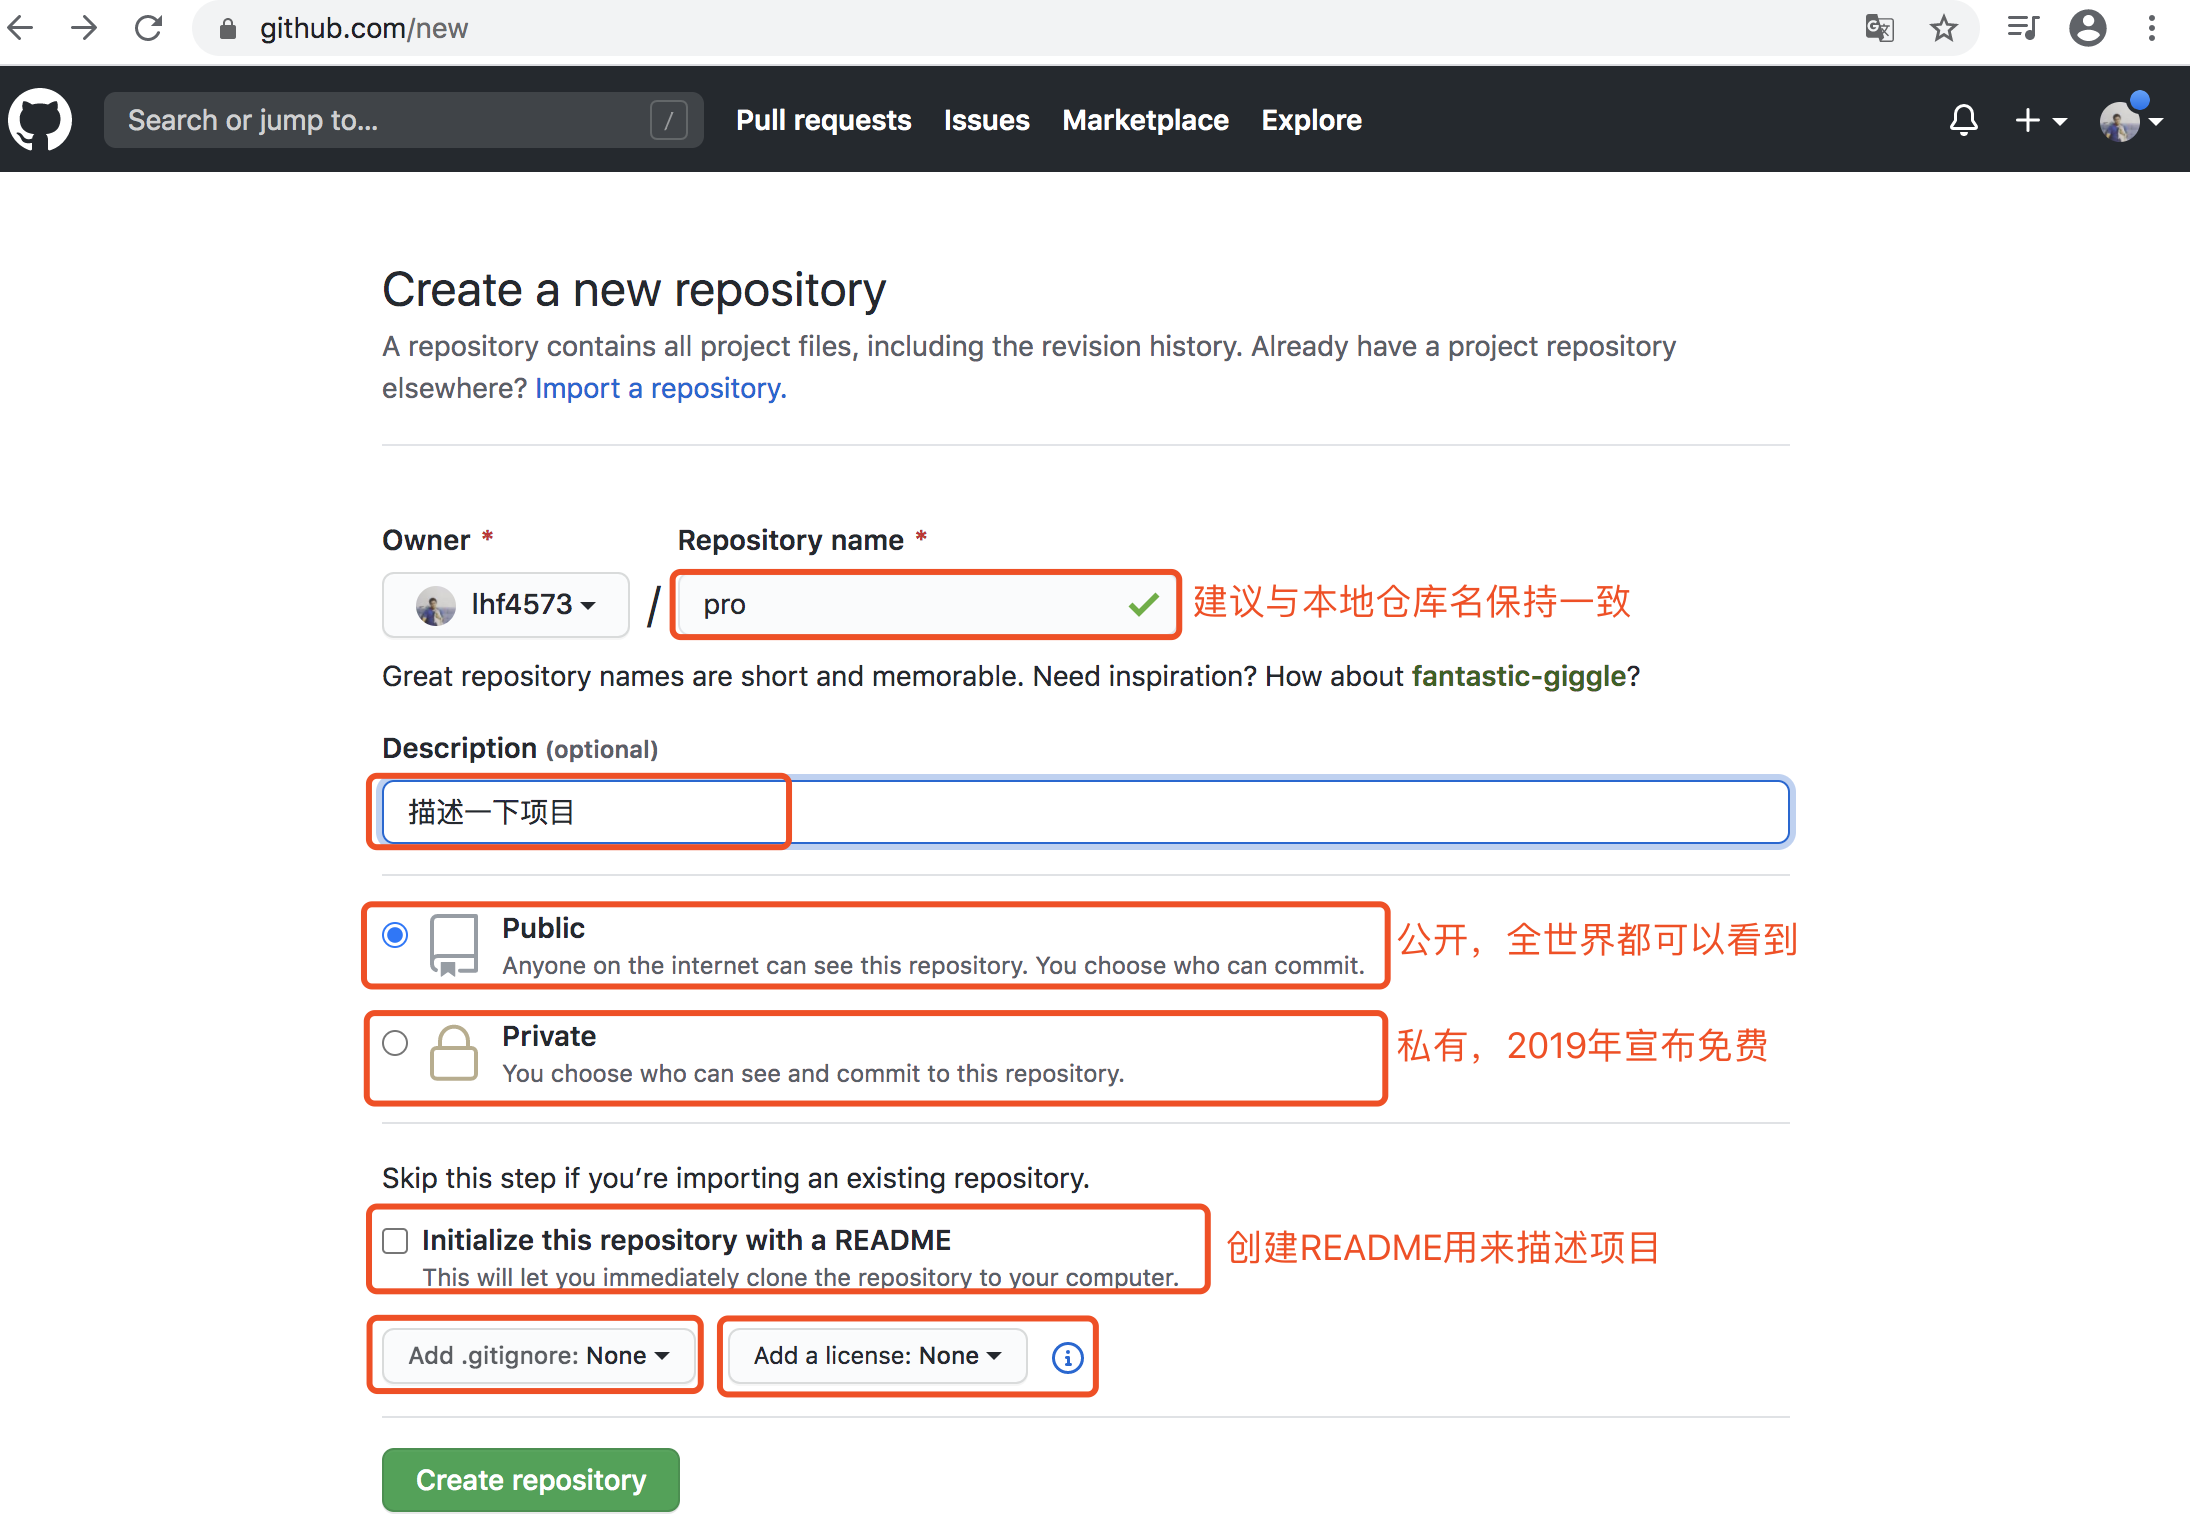 github.com/new
Search or jump to...
/
Pull requests
Issues
Marketplace
Explore
Create a new repository
A repository contains all project files, including the revision history. Already have a project repository
elsewhere? Import a repository.
Owner *
Repository name *
lhf4573
/
pro
建议与本地仓库名保持一致
Great repository names are short and memorable. Need inspiration? How about fantastic-giggle?
Description (optional)
描述一下项目
Public
Anyone on the internet can see this repository. You choose who can commit.
公开，全世界都可以看到
Private
You choose who can see and commit to this repository.
私有，2019年宣布免费
Skip this step if you’re importing an existing repository.
Initialize this repository with a README
This will let you immediately clone the repository to your computer.
创建README用来描述项目
Add .gitignore: None
Add a license: None
Create repository